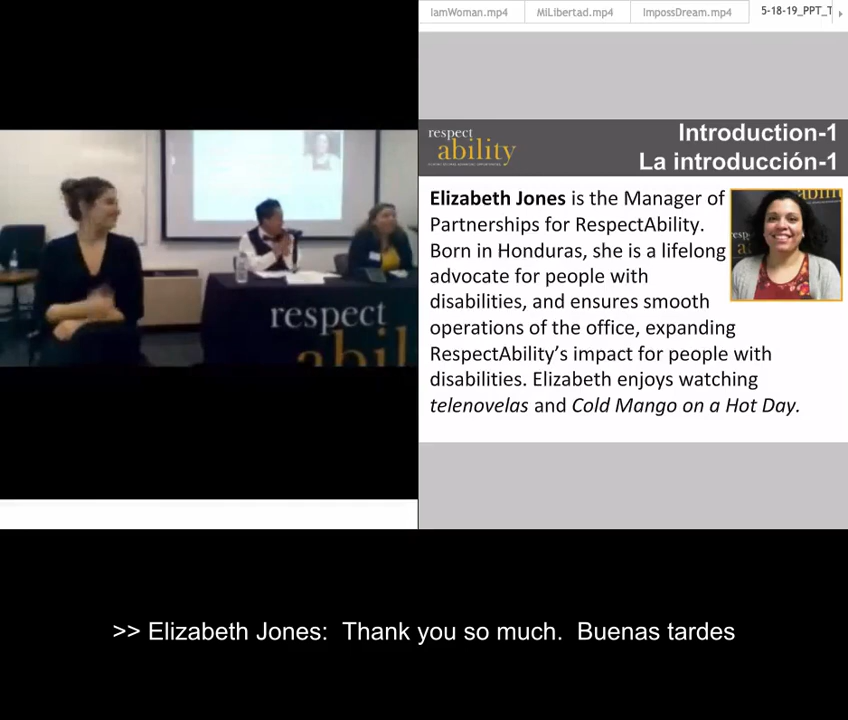 IamWoman.mp4
MiLibertad.mp4
ImpossDream.mp4
5-18-19_PPT_T
respect
ability
Introduction-1
La introducción-1
Elizabeth Jones is the Manager of
Partnerships for RespectAbility.
Born in Honduras, she is a lifelong
advocate for people with
disabilities, and ensures smooth
operations of the office, expanding
RespectAbility’s impact for people with
disabilities. Elizabeth enjoys watching
telenovelas and Cold Mango on a Hot Day.
respect
abil
>> Elizabeth Jones:  Thank you so much.  Buenas tardes